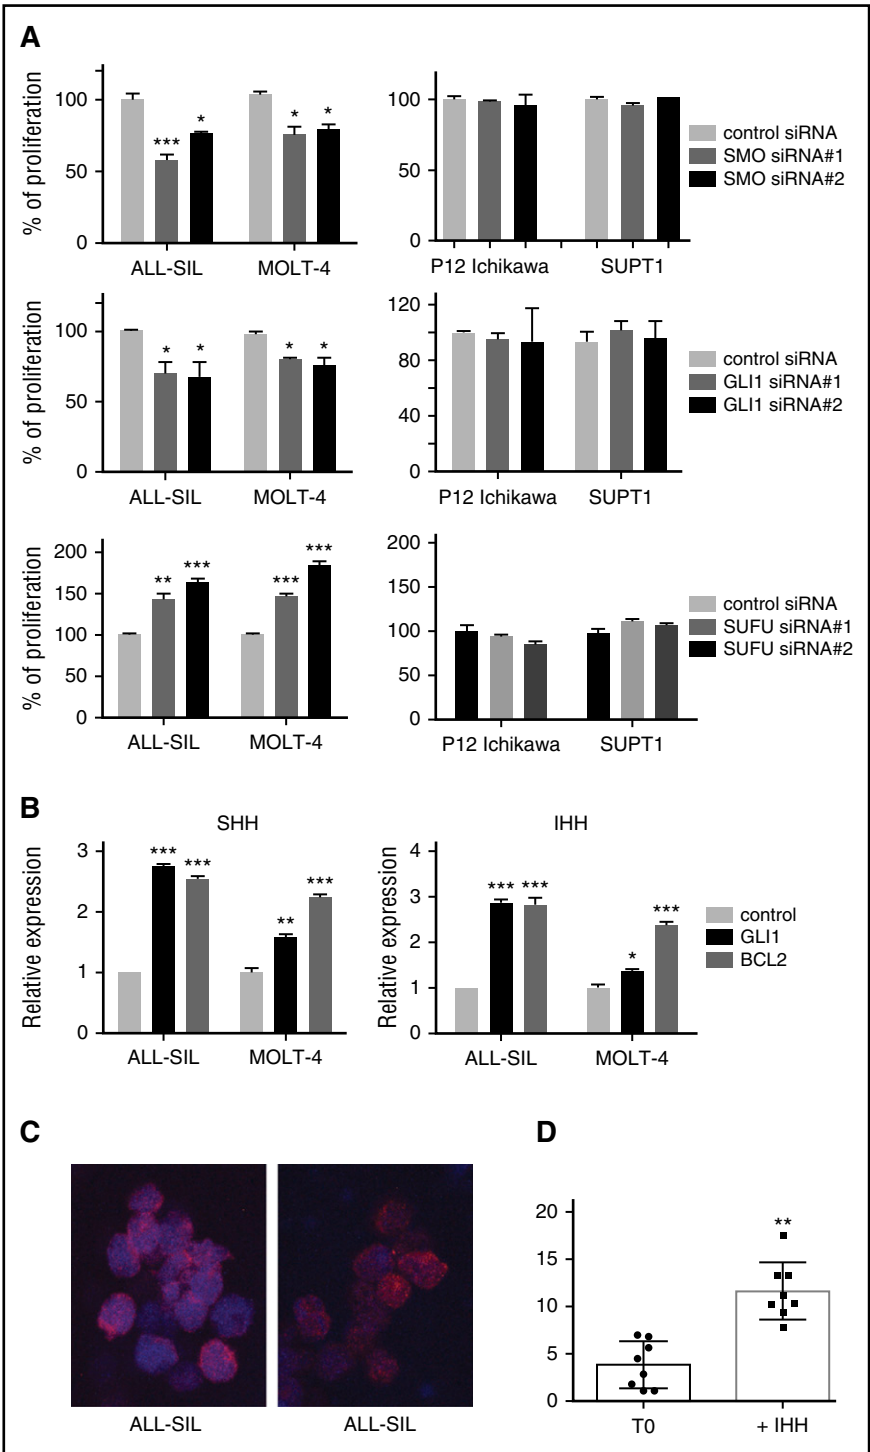 A
% of proliferation
100
50
0
*** * * *
ALL-SIL MOLT-4
100
50
0
P12 Ichikawa SUPT1
control siRNA
SMO siRNA#1
SMO siRNA#2
% of proliferation
100
50
0
* * * *
ALL-SIL MOLT-4
120
80
40
0
P12 Ichikawa SUPT1
control siRNA
GLI1 siRNA#1
GLI1 siRNA#2
% of proliferation
200
150
100
50
0
** *** *** ***
ALL-SIL MOLT-4
200
150
100
50
0
P12 Ichikawa SUPT1
control siRNA
SUFU siRNA#1
SUFU siRNA#2
B
SHH
Relative expression
3
2
1
0
*** *** ** ***
ALL-SIL MOLT-4
IHH
Relative expression
4
3
2
1
0
*** *** * ***
ALL-SIL MOLT-4
control
GLI1
BCL2
C
ALL-SIL ALL-SIL
D
20
15
10
5
0
**
T0 + IHH